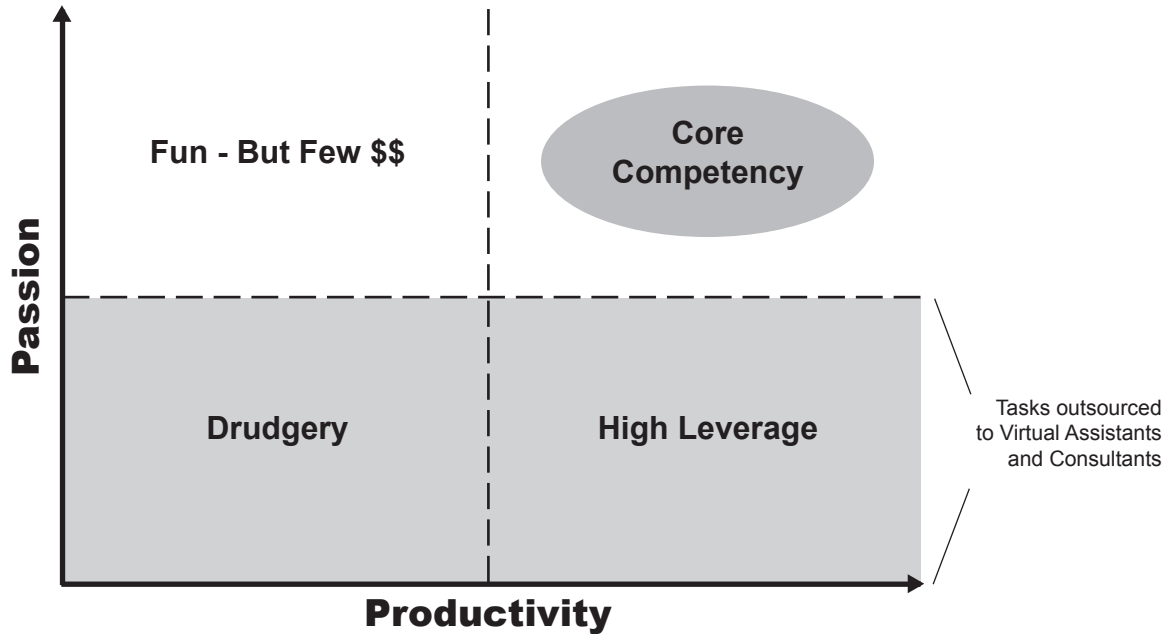 Fun - But Few $$
Core
Competency
Passion
Drudgery
High Leverage
Tasks outsourced
to Virtual Assistants
and Consultants
Productivity